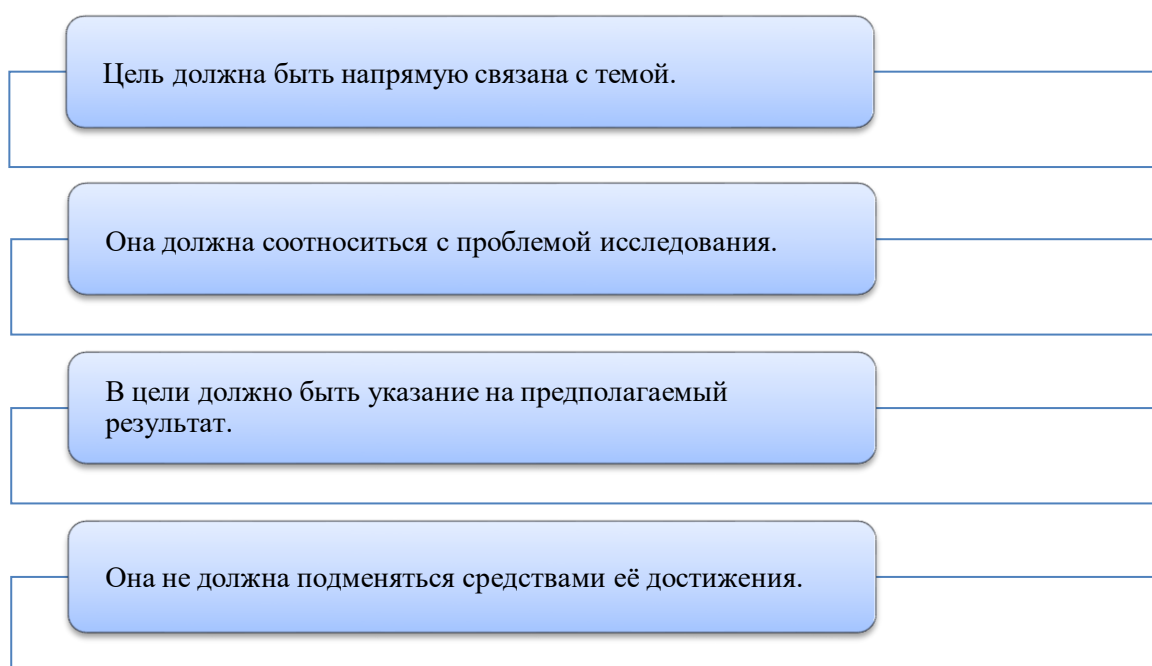 Цель должна быть напрямую связана с темой.
Она должна соотноситься с проблемой исследования.
В цели должно быть указание на предполагаемый
результат.
Она не должна подменяться средствами её достижения.